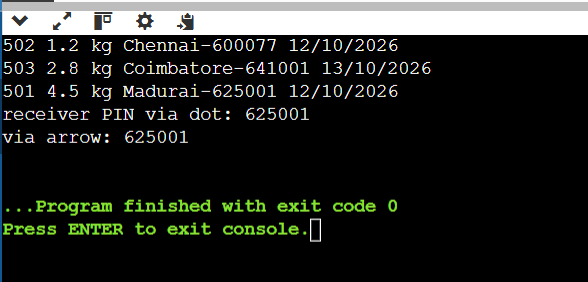 502 1.2 kg Chennai-600077 12/10/2026
503 2.8 kg Coimbatore-641001 13/10/2026
501 4.5 kg Madurai-625001 12/10/2026
receiver PIN via dot: 625001
via arrow: 625001
...Program finished with exit code 0
Press ENTER to exit console.